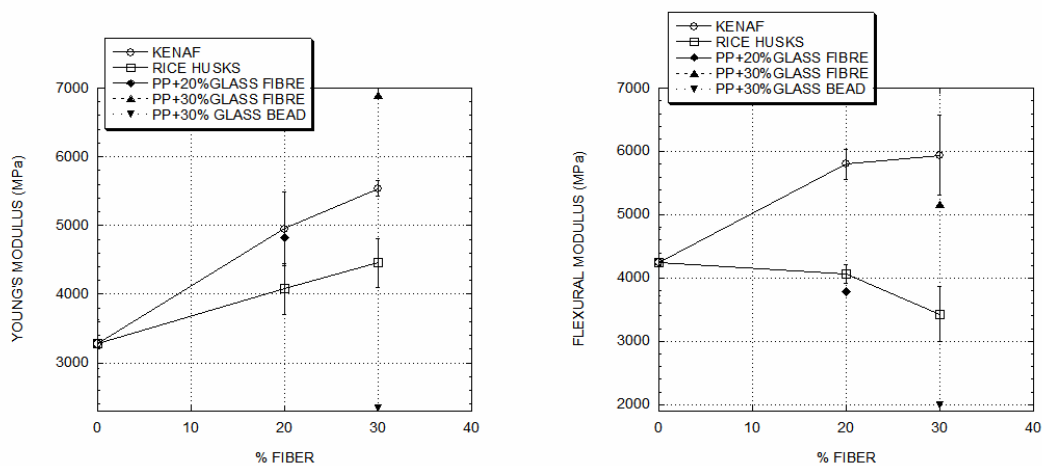 KENAF
RICE HUSKS
PP+20%GLASS FIBRE
PP+30%GLASS FIBRE
PP+30% GLASS BEAD
7000
6000
5000
4000
3000
YOUNG'S MODULUS (MPa)
0
10
20
30
40
% FIBER
KENAF
RICE HUSKS
PP+20%GLASS FIBRE
PP+30%GLASS FIBRE
PP+30%GLASS BEAD
7000
6000
5000
4000
3000
2000
FLEXURAL MODULUS (MPa)
0
10
20
30
40
% FIBER